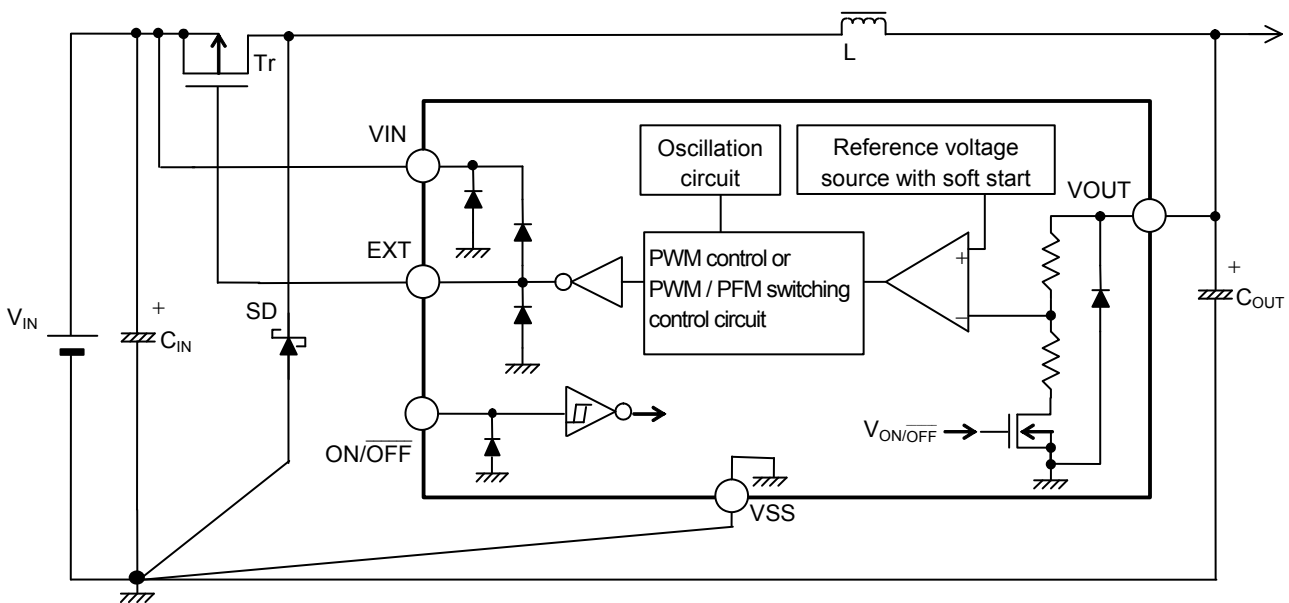 L
Tr
VIN
Oscillation
circuit
Reference voltage
source with soft start
VOUT
EXT
PWM control or
PWM / PFM switching
control circuit
+
−
+
COUT
VIN
+
CIN
SD
ON/OFF
VON/OFF
VSS